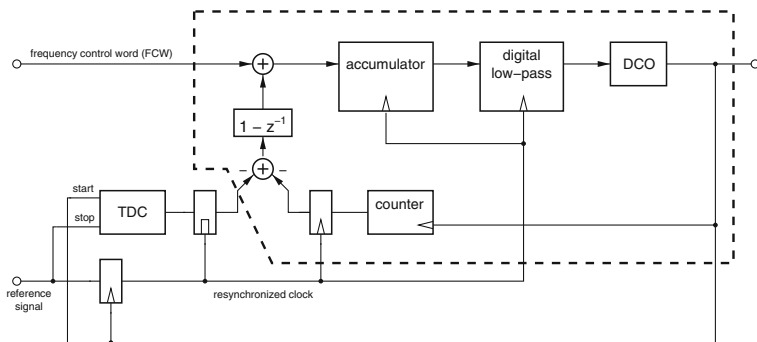 frequency control word (FCW)
+
accumulator
digital
low-pass
DCO
1 − z⁻¹
− + −
start
stop
TDC
counter
reference
signal
resynchronized clock